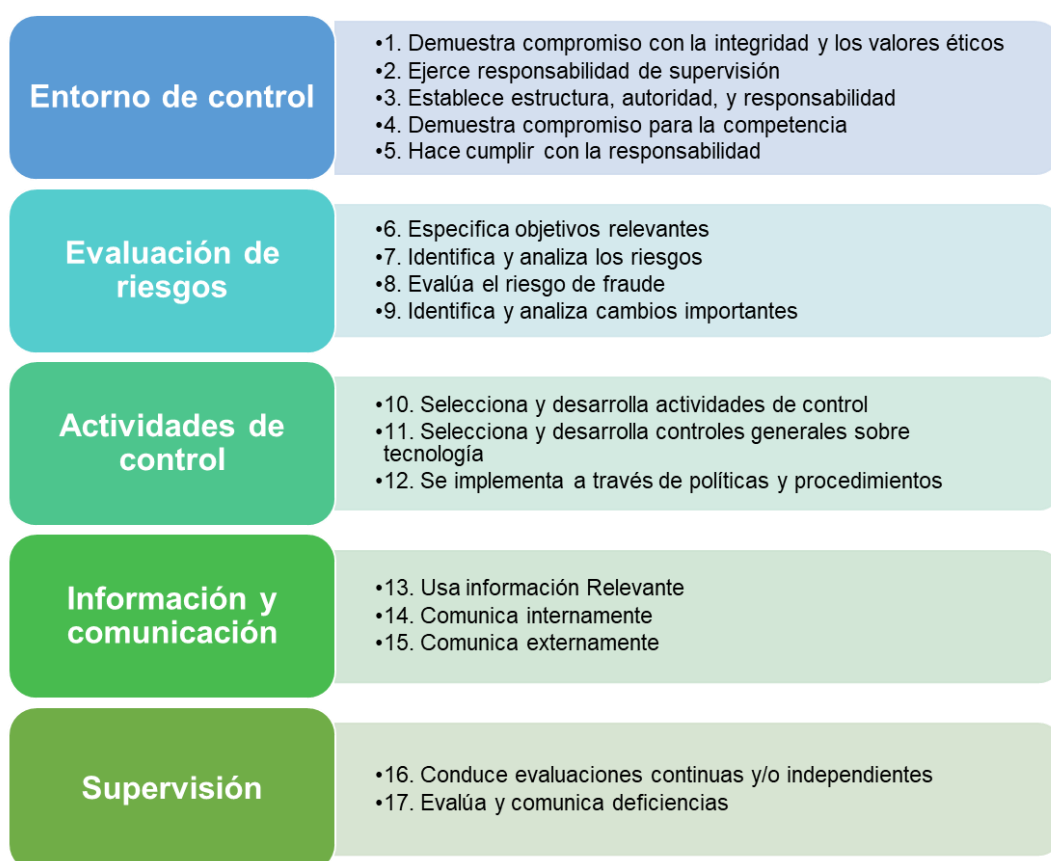 Entorno de control
•1. Demuestra compromiso con la integridad y los valores éticos
•2. Ejerce responsabilidad de supervisión
•3. Establece estructura, autoridad, y responsabilidad
•4. Demuestra compromiso para la competencia
•5. Hace cumplir con la responsabilidad
Evaluación de
riesgos
•6. Especifica objetivos relevantes
•7. Identifica y analiza los riesgos
•8. Evalúa el riesgo de fraude
•9. Identifica y analiza cambios importantes
Actividades de
control
•10. Selecciona y desarrolla actividades de control
•11. Selecciona y desarrolla controles generales sobre
tecnología
•12. Se implementa a través de políticas y procedimientos
Información y
comunicación
•13. Usa información Relevante
•14. Comunica internamente
•15. Comunica externamente
Supervisión
•16. Conduce evaluaciones continuas y/o independientes
•17. Evalúa y comunica deficiencias